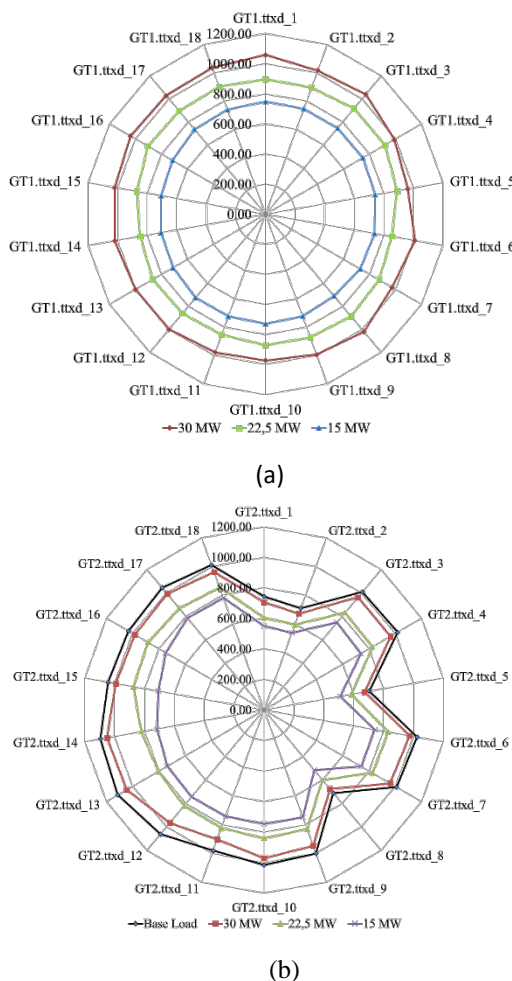 GT1.ttxd_1
GT1.ttxd_18
1200.00
GT1.ttxd_2
GT1.ttxd_17
1000.00
GT1.ttxd_3
800.00
GT1.ttxd_16
600.00
GT1.ttxd_4
400.00
GT1.ttxd_15
200.00
GT1.ttxd_5
0.00
GT1.ttxd_14
GT1.ttxd_6
GT1.ttxd_13
GT1.ttxd_7
GT1.ttxd_12
GT1.ttxd_8
GT1.ttxd_11
GT1.ttxd_9
GT1.ttxd_10
30 MW 22,5 MW 15 MW
(a)
GT2.ttxd_1
GT2.ttxd_18
1200.00
GT2.ttxd_2
GT2.ttxd_17
1000.00
GT2.ttxd_3
800.00
GT2.ttxd_16
600.00
GT2.ttxd_4
400.00
GT2.ttxd_15
200.00
GT2.ttxd_5
0.00
GT2.ttxd_14
GT2.ttxd_6
GT2.ttxd_13
GT2.ttxd_7
GT2.ttxd_12
GT2.ttxd_8
GT2.ttxd_11
GT2.ttxd_9
GT2.ttxd_10
Base Load 30 MW 22,5 MW 15 MW
(b)